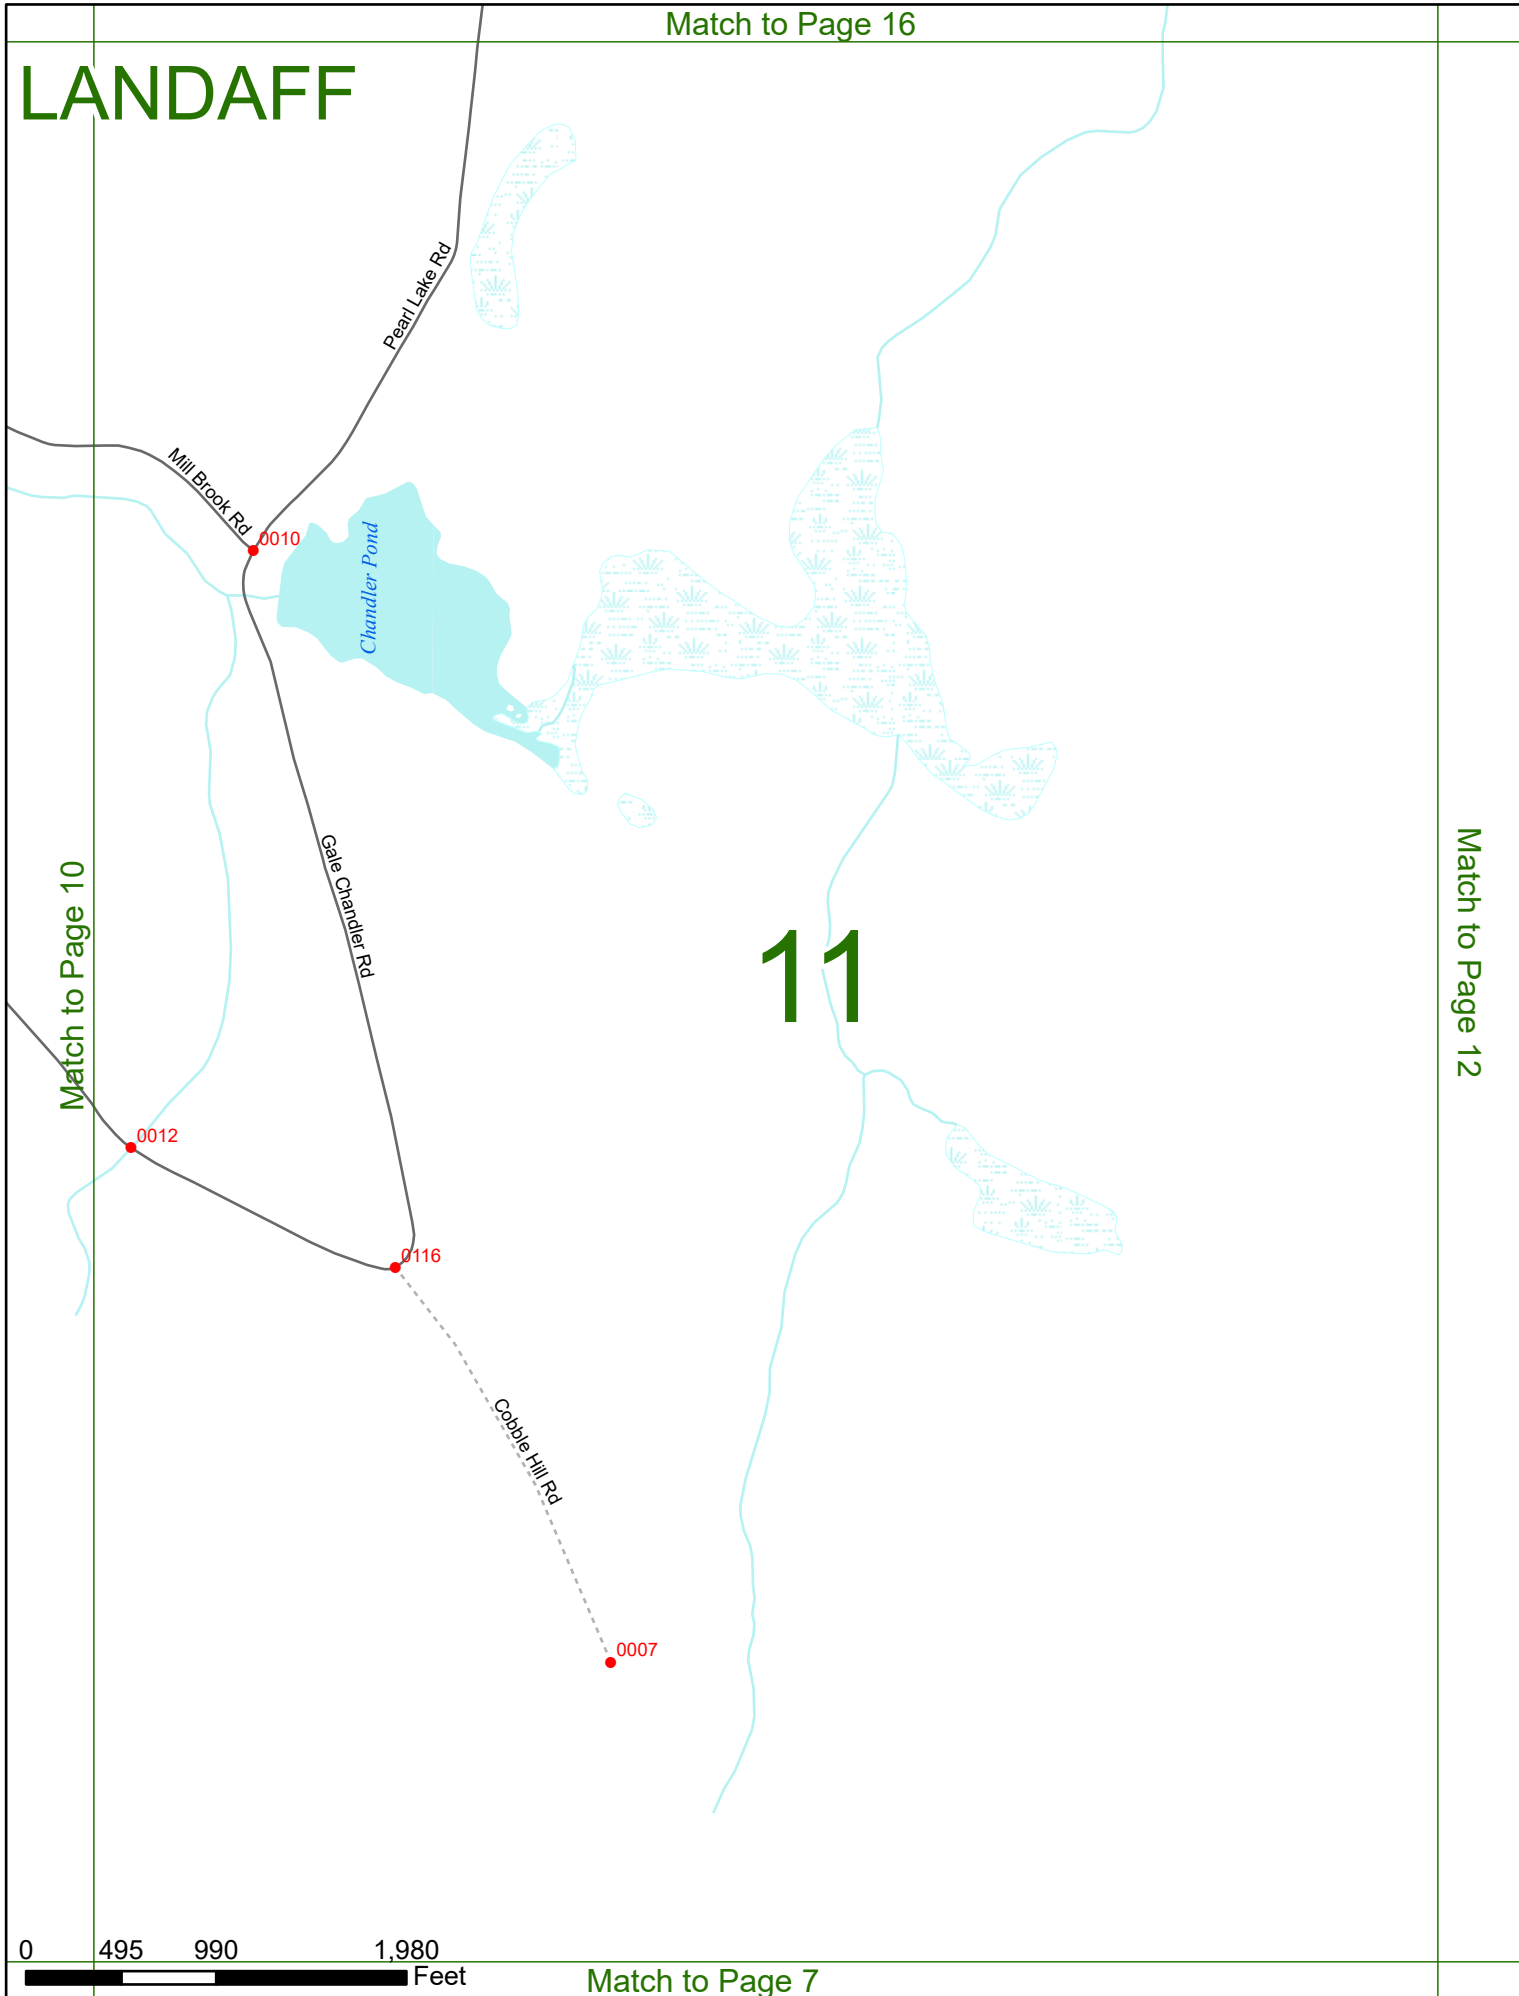 Match to Page 16
LANDAFF
Pearl Lake Rd
Mill Brook Rd
0010
Chandler Pond
Gale Chandler Rd
Match to Page 10
11
Match to Page 12
0012
0116
Cobble Hill Rd
0007
0 495 990 1,980
Feet
Match to Page 7